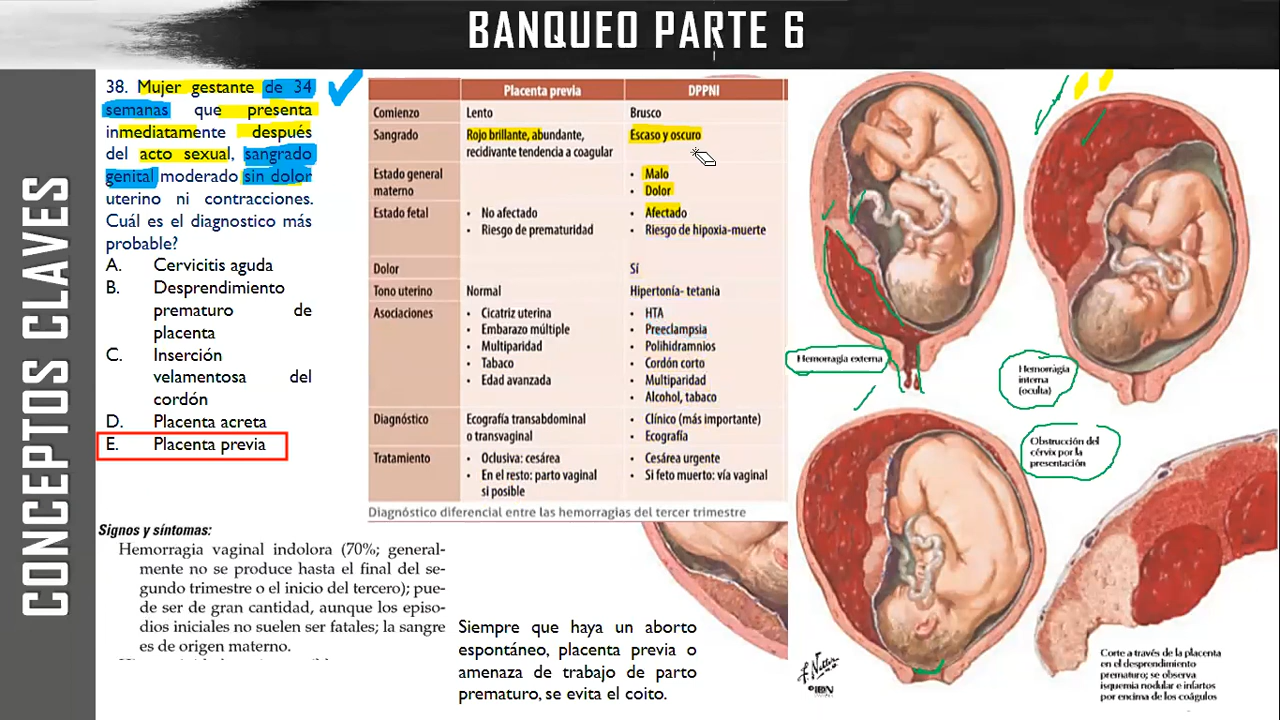 BANQUEO PARTE 6
CONCEPTOS CLAVES
38. Mujer gestante de 34
semanas que presenta
inmediatamente después
del acto sexual, sangrado
genital moderado sin dolor
uterino ni contracciones.
Cuál es el diagnostico más
probable?
A. Cervicitis aguda
B. Desprendimiento
prematuro de
placenta
C. Inserción
velamentosa del
cordón
D. Placenta acreta
E. Placenta previa
Placenta previa DPPNI
Comienzo Lento Brusco
Sangrado Rojo brillante, abundante, Escaso y oscuro
recidivante tendencia a coagular
Estado general • Malo
materno • Dolor
Estado fetal • No afectado • Afectado
• Riesgo de prematuridad • Riesgo de hipoxia-muerte
Dolor Sí
Tono uterino Normal Hipertonía- tetania
Asociaciones • Cicatriz uterina • HTA
• Embarazo múltiple • Preeclampsia
• Multiparidad • Polihidramnios
• Tabaco • Cordón corto
• Edad avanzada • Multiparidad
• Alcohol, tabaco
Diagnóstico Ecografía transabdominal • Clínico (más importante)
o transvaginal • Ecografía
Tratamiento • Oclusiva: cesárea • Cesárea urgente
• En el resto: parto vaginal • Si feto muerto: vía vaginal
si posible
Diagnóstico diferencial entre las hemorragias del tercer trimestre
Signos y síntomas:
Hemorragia vaginal indolora (70%; general-
mente no se produce hasta el final del se-
gundo trimestre o el inicio del tercero); pue-
de ser de gran cantidad, aunque los episo-
dios iniciales no suelen ser fatales; la sangre
es de origen materno.
Siempre que haya un aborto
espontáneo, placenta previa o
amenaza de trabajo de parto
prematuro, se evita el coito.
Hemorragia externa
Hemorragia
interna
(oculta)
Obstrucción del
cérvix por la
presentación
Corte a través de la placenta
en el desprendimiento
prematuro; se observa
isquemia nodular e infartos
por encima de los coágulos
F. Netter